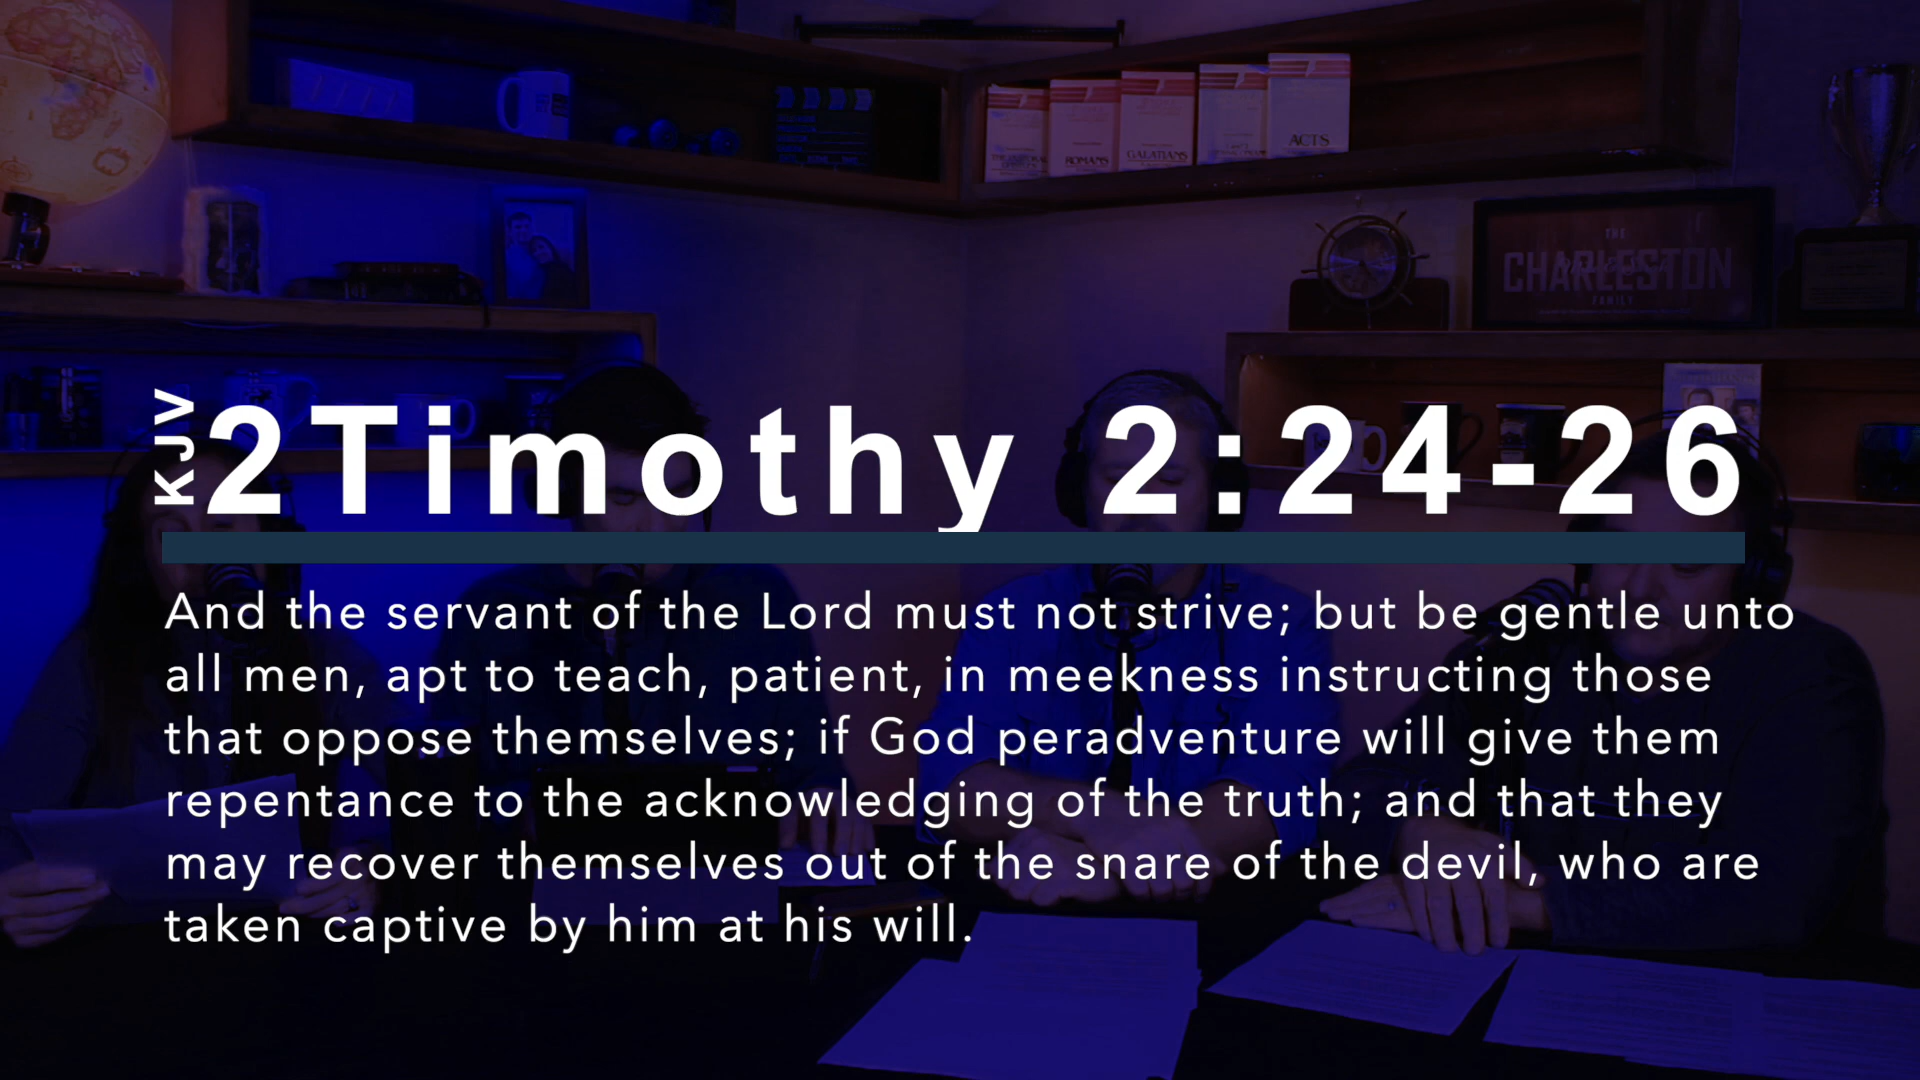 ROMANS
GALATIANS
ACTS
THE
CHARLESTON
FAMILY
KJV
2Timothy 2:24-26
And the servant of the Lord must not strive; but be gentle unto
all men, apt to teach, patient, in meekness instructing those
that oppose themselves; if God peradventure will give them
repentance to the acknowledging of the truth; and that they
may recover themselves out of the snare of the devil, who are
taken captive by him at his will.